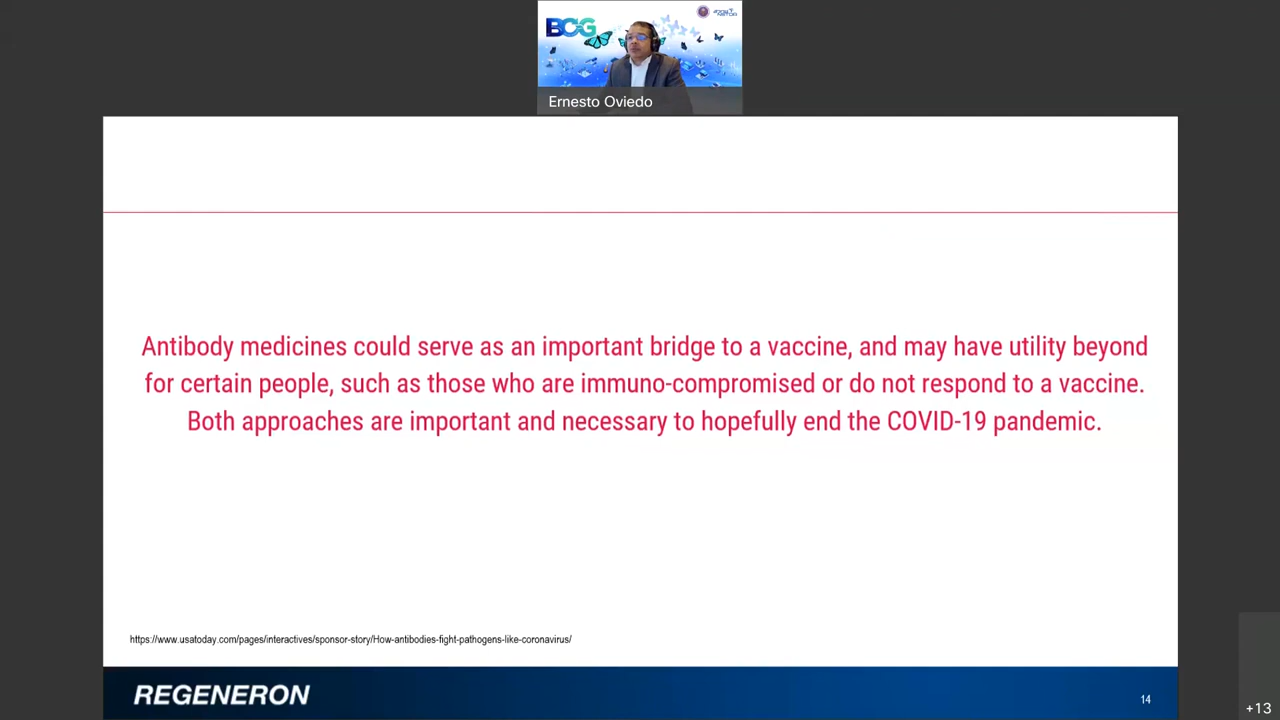 BCG
Ernesto Oviedo
Antibody medicines could serve as an important bridge to a vaccine, and may have utility beyond
for certain people, such as those who are immuno-compromised or do not respond to a vaccine.
Both approaches are important and necessary to hopefully end the COVID-19 pandemic.
https://www.usatoday.com/pages/interactives/sponsor-story/How-antibodies-fight-pathogens-like-coronavirus/
REGENERON
14
+13